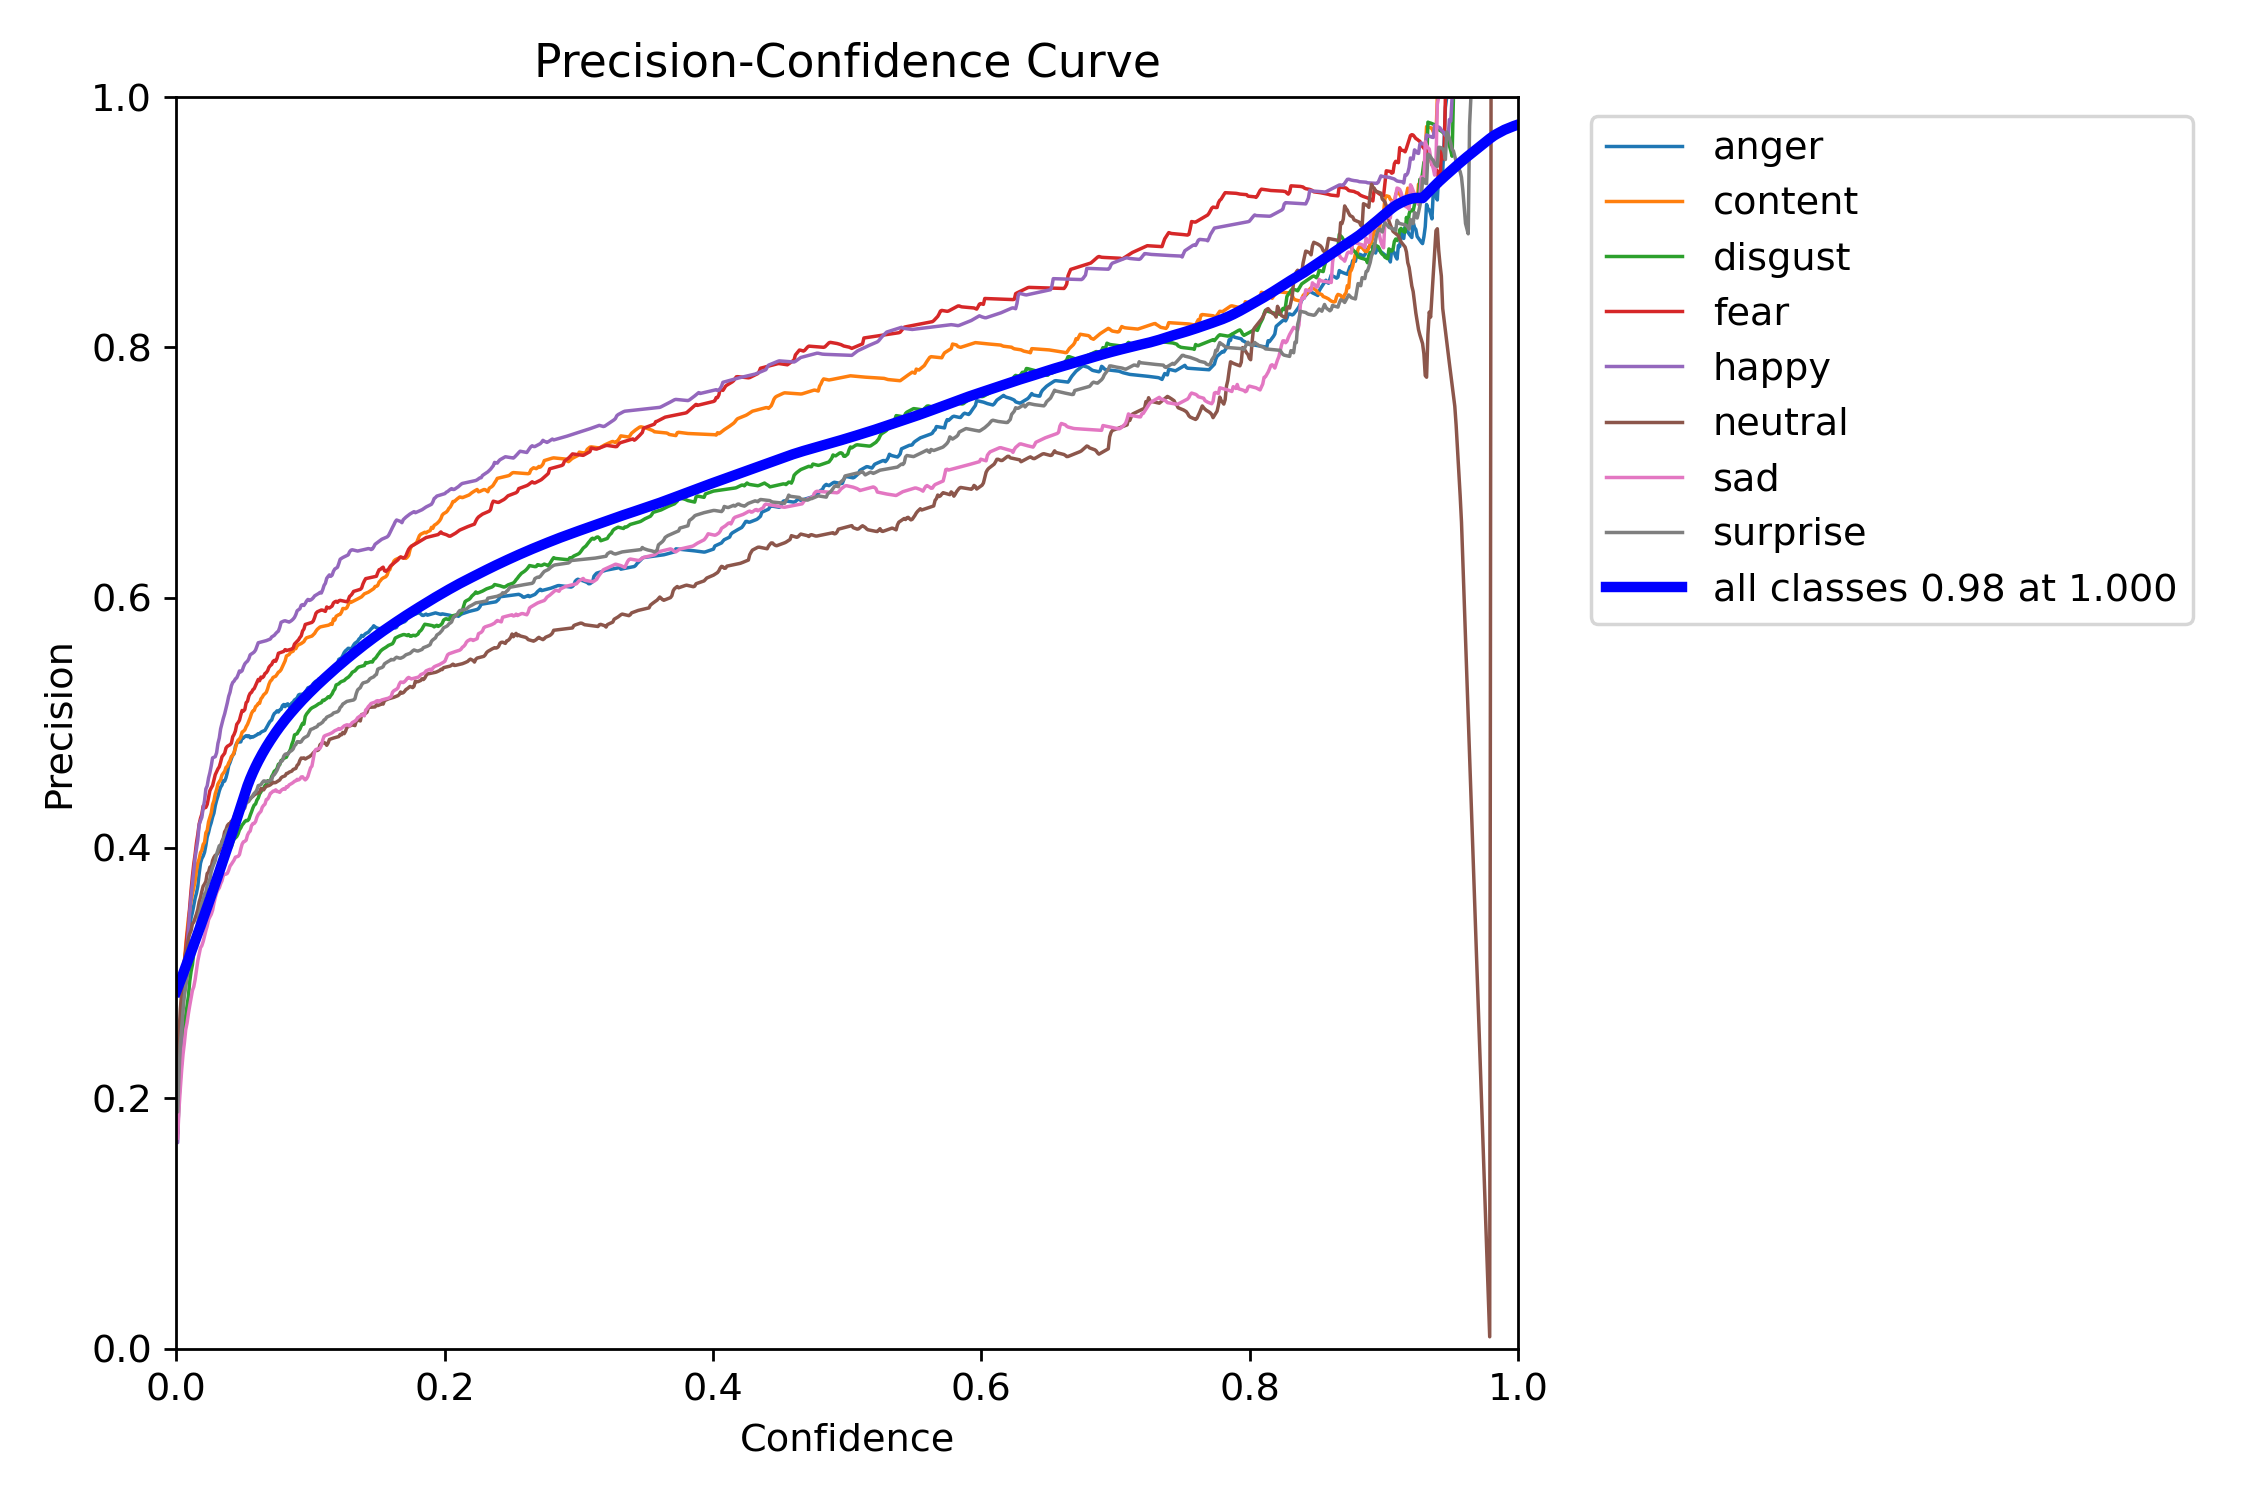 Precision-Confidence Curve
1.0
0.8
0.6
0.4
0.2
0.0
Precision
0.0 0.2 0.4 0.6 0.8 1.0
Confidence
anger
content
disgust
fear
happy
neutral
sad
surprise
all classes 0.98 at 1.000